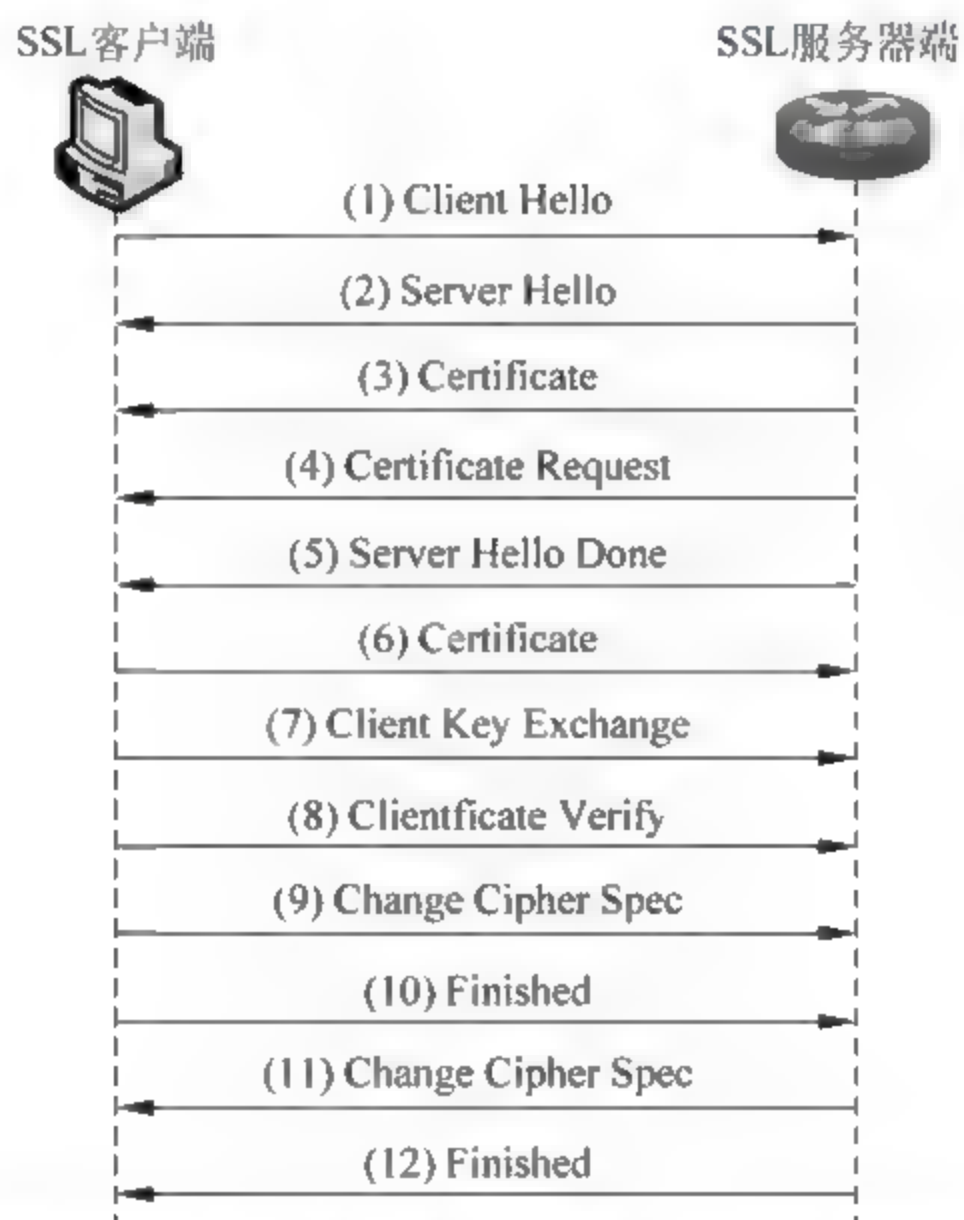 SSL客户端
SSL服务器端
(1) Client Hello
(2) Server Hello
(3) Certificate
(4) Certificate Request
(5) Server Hello Done
(6) Certificate
(7) Client Key Exchange
(8) Clientficate Verify
(9) Change Cipher Spec
(10) Finished
(11) Change Cipher Spec
(12) Finished